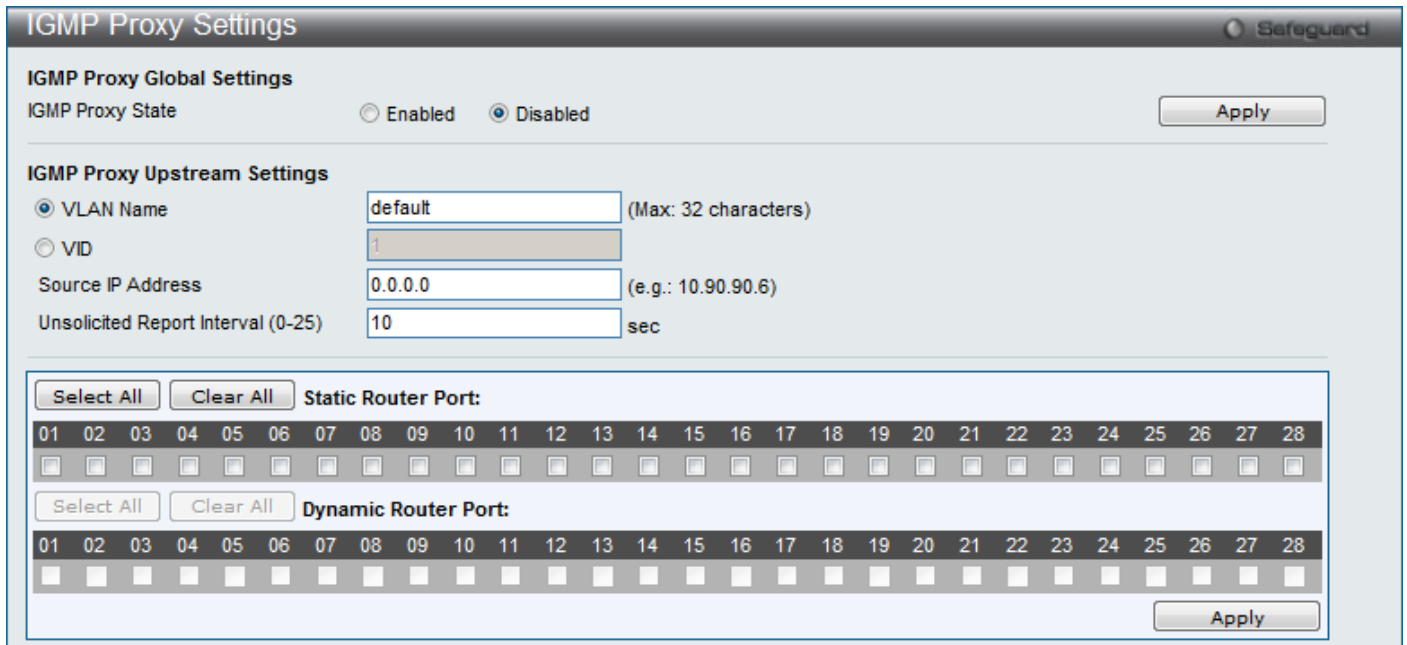 IGMP Proxy Settings Safeguard
IGMP Proxy Global Settings
IGMP Proxy State Enabled Disabled Apply
IGMP Proxy Upstream Settings
VLAN Name default (Max: 32 characters)
VID 1
Source IP Address 0.0.0.0 (e.g.: 10.90.90.6)
Unsolicited Report Interval (0-25) 10 sec
Select All Clear All Static Router Port:
01 02 03 04 05 06 07 08 09 10 11 12 13 14 15 16 17 18 19 20 21 22 23 24 25 26 27 28
Select All Clear All Dynamic Router Port:
01 02 03 04 05 06 07 08 09 10 11 12 13 14 15 16 17 18 19 20 21 22 23 24 25 26 27 28
Apply